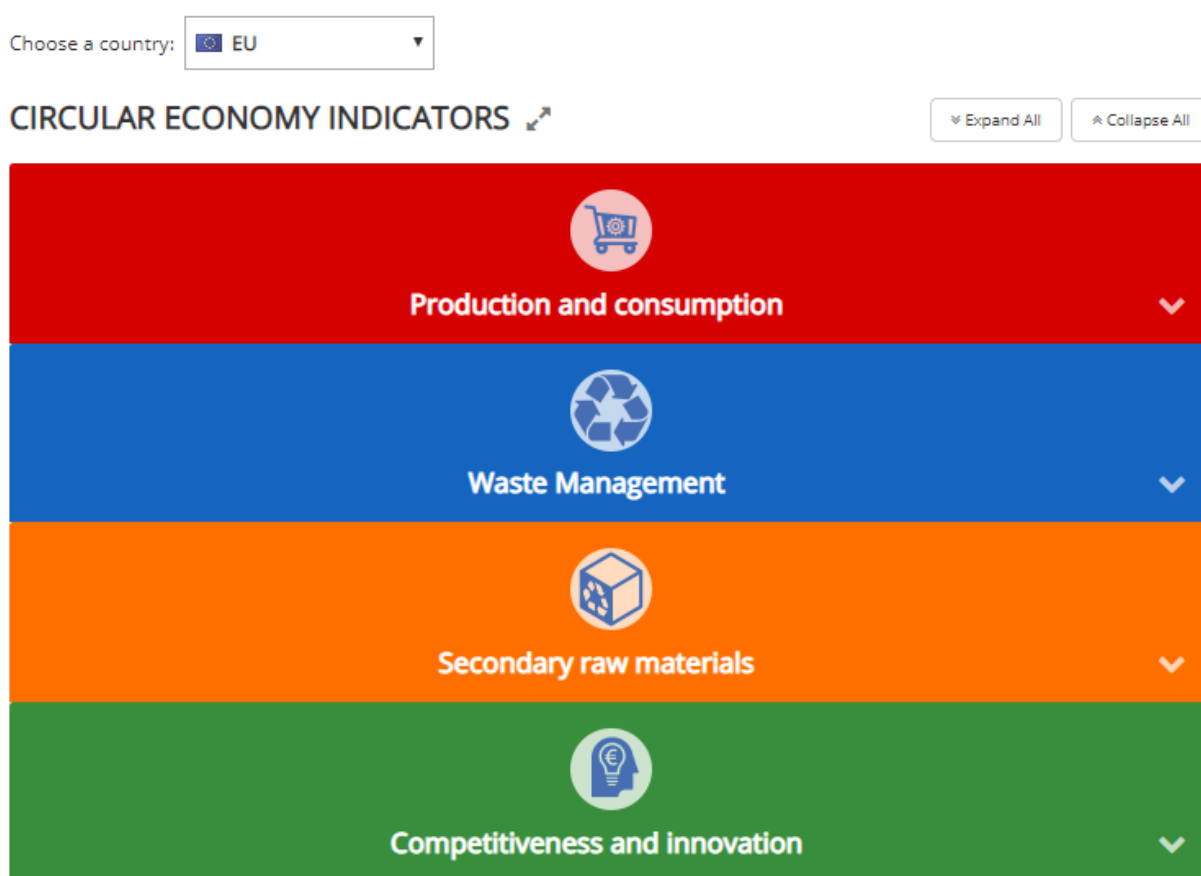 Choose a country: EU
CIRCULAR ECONOMY INDICATORS
Expand All
Collapse All
Production and consumption
Waste Management
Secondary raw materials
€
Competitiveness and innovation